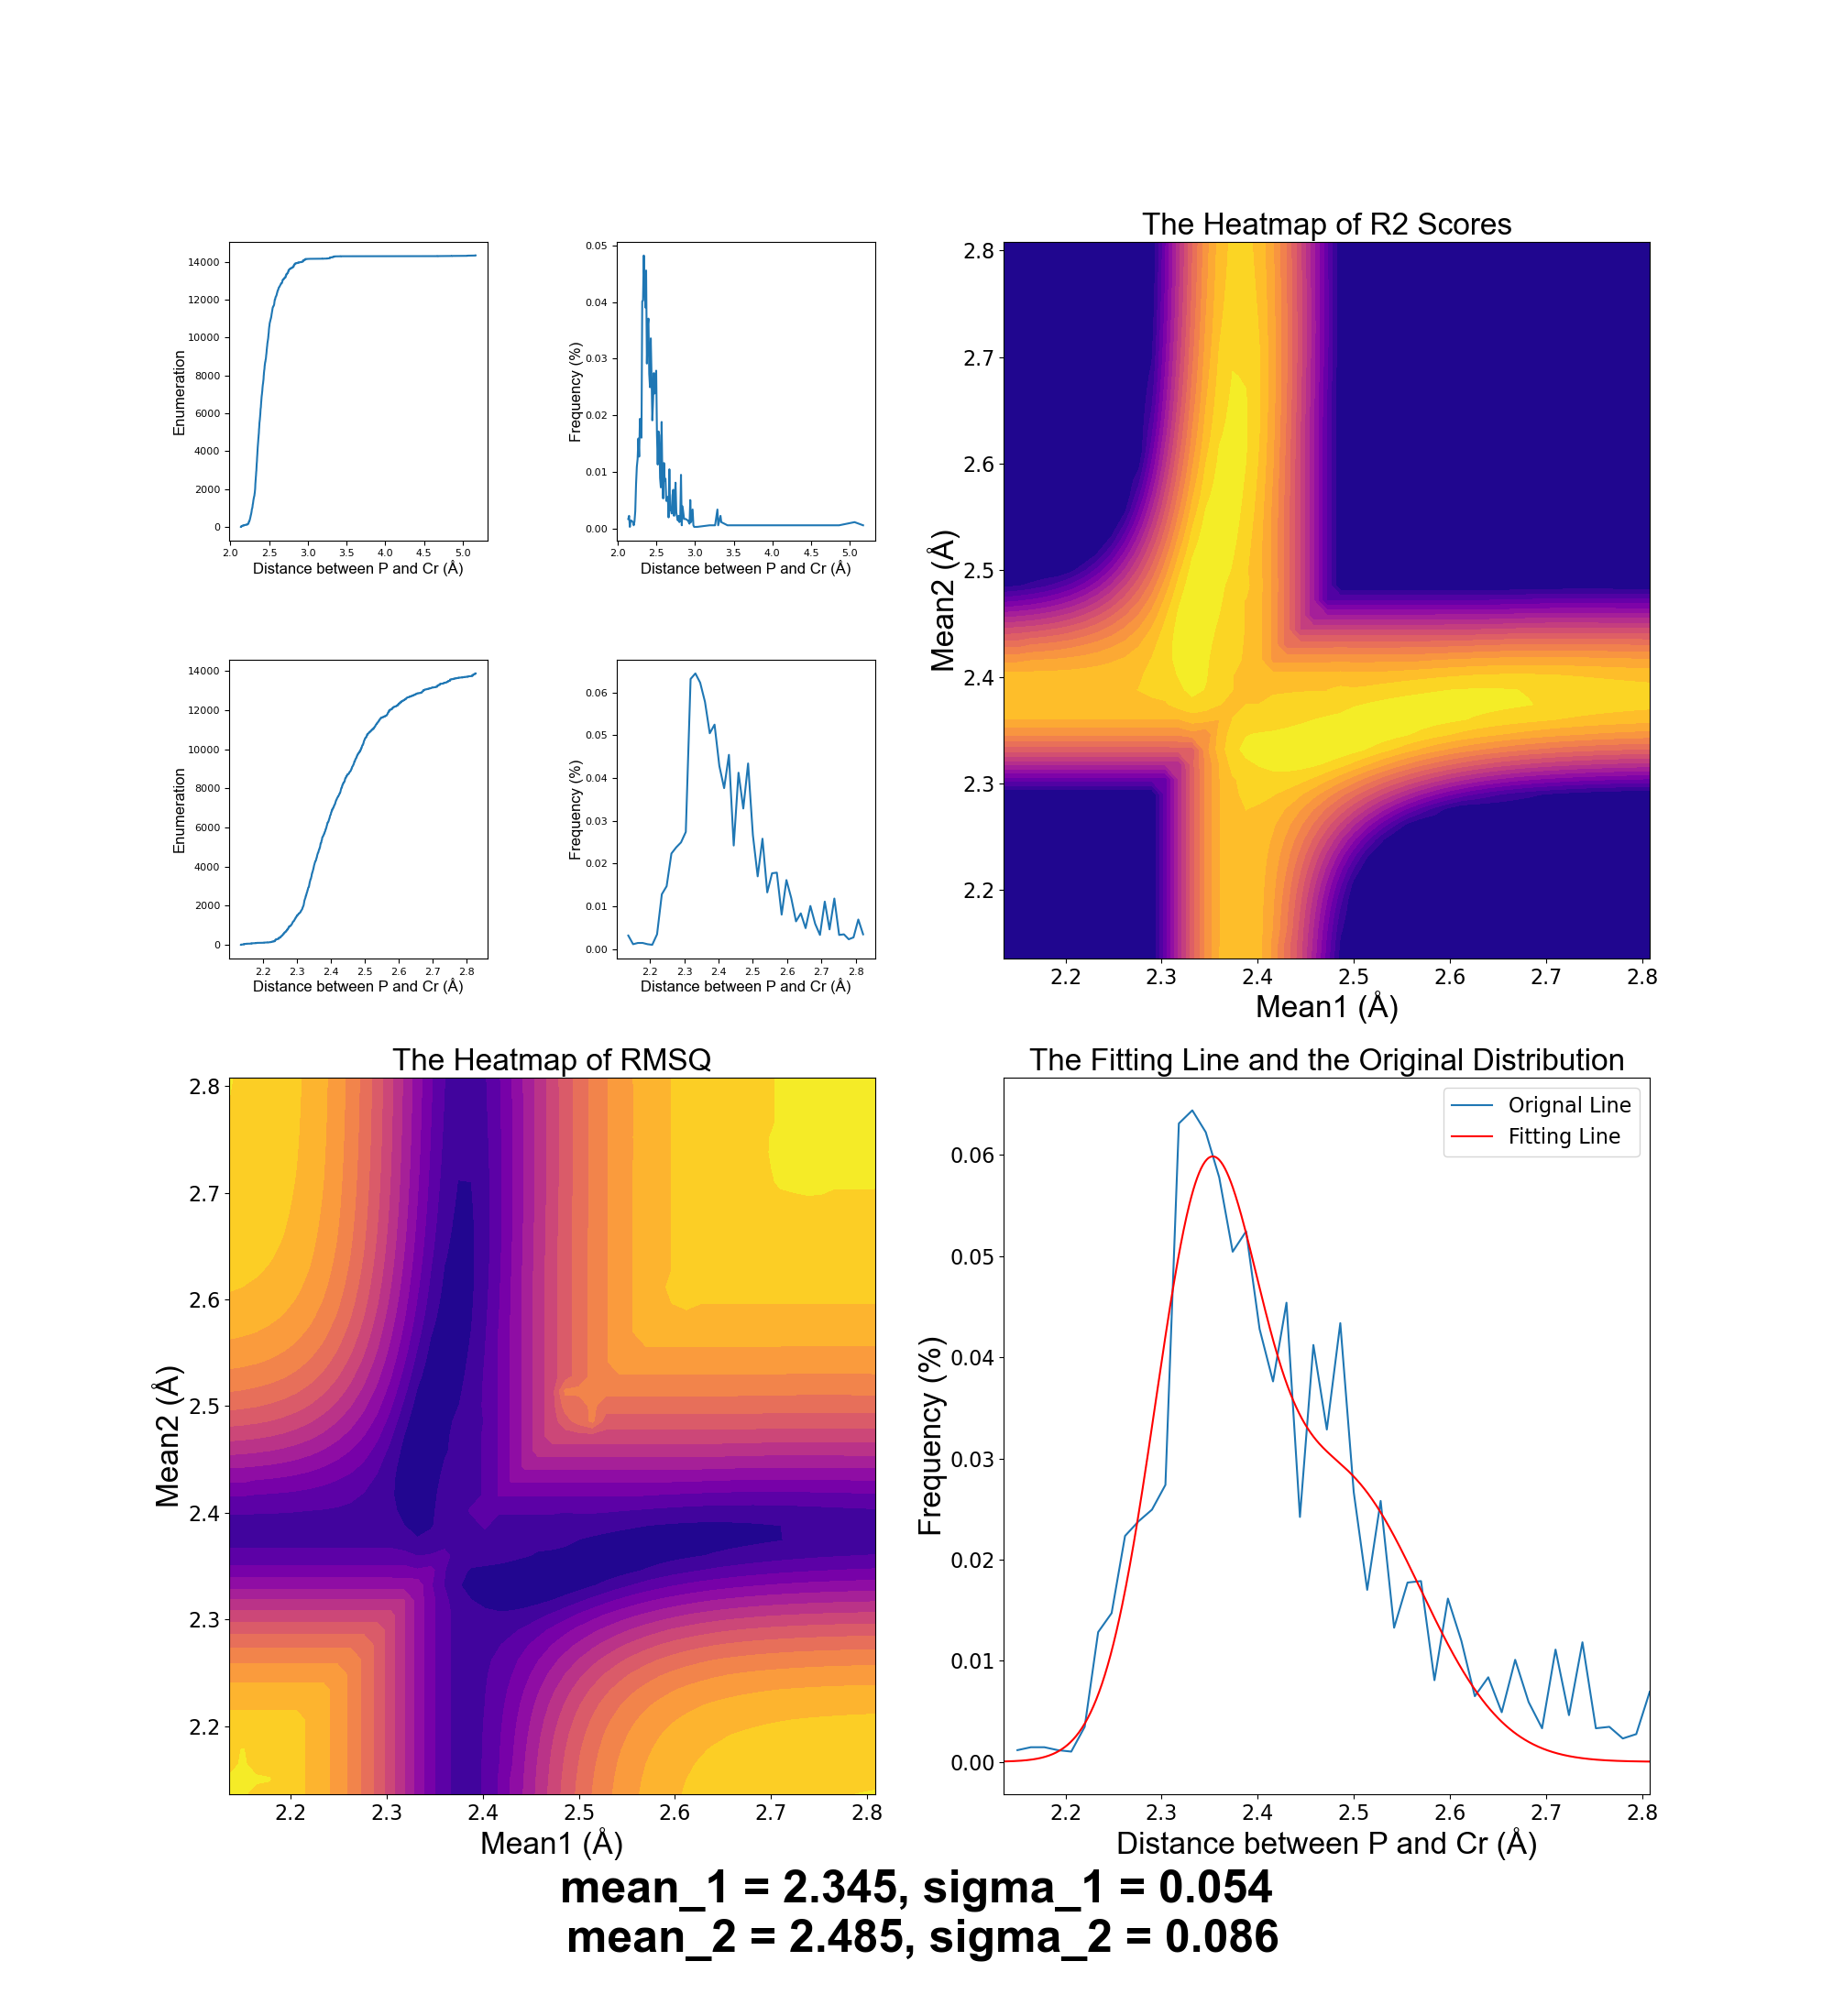 0
2000
4000
6000
8000
10000
12000
14000
Enumeration
2.0 2.5 3.0 3.5 4.0 4.5 5.0
Distance between P and Cr (Å)
0.00
0.01
0.02
0.03
0.04
0.05
Frequency (%)
2.0 2.5 3.0 3.5 4.0 4.5 5.0
Distance between P and Cr (Å)
The Heatmap of R2 Scores
2.8
2.7
2.6
2.5
2.4
2.3
2.2
Mean2 (Å)
2.2 2.3 2.4 2.5 2.6 2.7 2.8
Mean1 (Å)
14000
12000
10000
8000
6000
4000
2000
0
Enumeration
2.2 2.3 2.4 2.5 2.6 2.7 2.8
Distance between P and Cr (Å)
0.06
0.05
0.04
0.03
0.02
0.01
0.00
Frequency (%)
2.2 2.3 2.4 2.5 2.6 2.7 2.8
Distance between P and Cr (Å)
The Heatmap of RMSQ
2.8
2.7
2.6
2.5
2.4
2.3
2.2
Mean2 (Å)
2.2 2.3 2.4 2.5 2.6 2.7 2.8
Mean1 (Å)
The Fitting Line and the Original Distribution
Orignal Line
Fitting Line
0.06
0.05
0.04
0.03
0.02
0.01
0.00
Frequency (%)
2.2 2.3 2.4 2.5 2.6 2.7 2.8
Distance between P and Cr (Å)
mean_1 = 2.345, sigma_1 = 0.054
mean_2 = 2.485, sigma_2 = 0.086